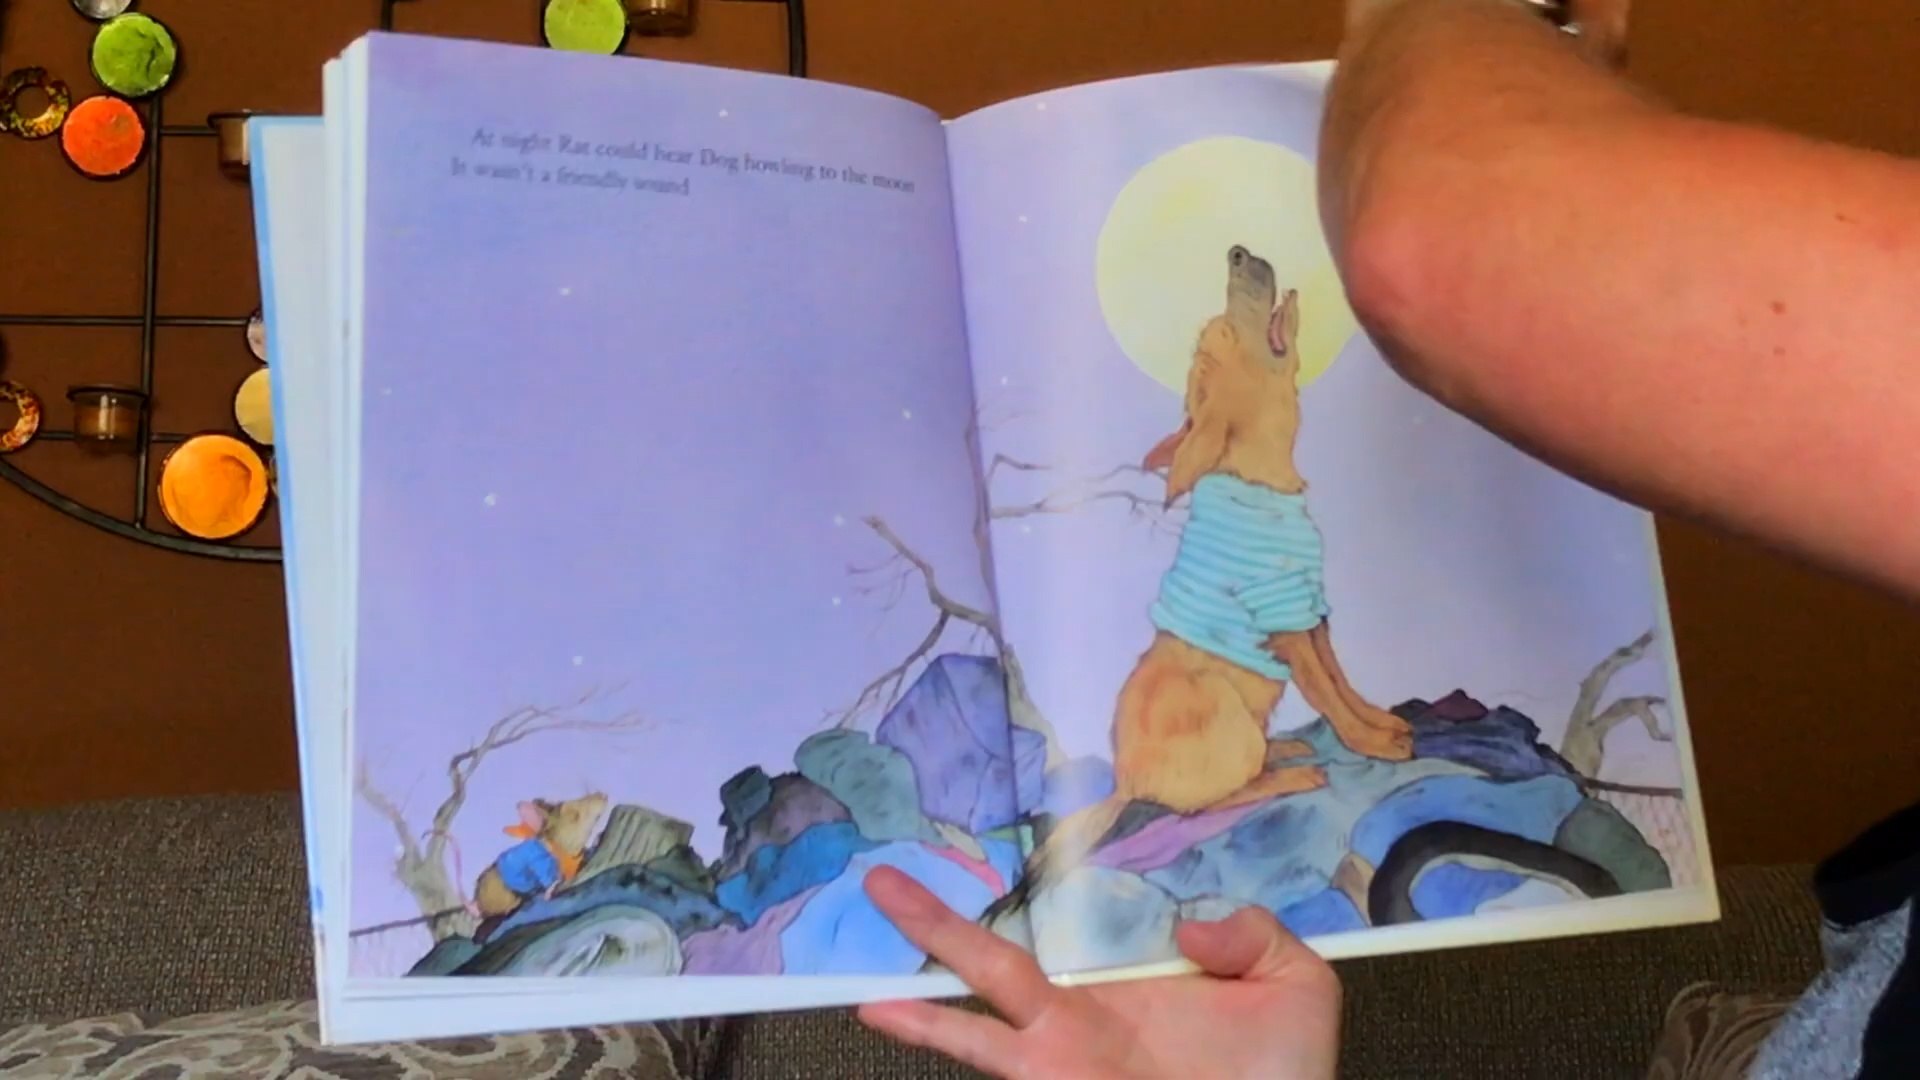 At night Rat could hear Dog howling to the moon
It wasn't a friendly sound